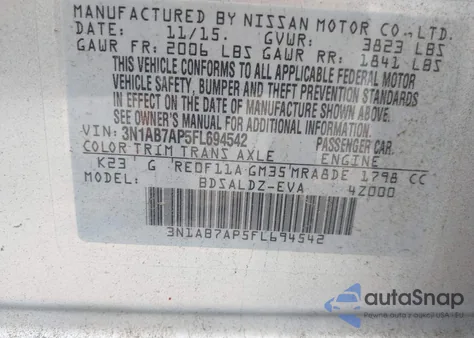 MANUFACTURED BY NISSAN MOTOR CO.,LTD.
DATE: 11/15. GVWR: 3823 LBS
GAWR FR: 2006 LBS GAWR RR: 1841 LBS
THIS VEHICLE CONFORMS TO ALL APPLICABLE FEDERAL MOTOR
VEHICLE SAFETY, BUMPER AND THEFT PREVENTION STANDARDS
IN EFFECT ON THE DATE OF MANUFACTURE SHOWN ABOVE.
SEE OWNER'S MANUAL FOR ADDITIONAL INFORMATION.
VIN: 3N1AB7AP5FL694542 PASSENGER CAR
COLOR TRIM TRANS AXLE ENGINE
K23 G RE0F11A GM35 MRA8DE 1798 CC
BDSALDZ-EVA 4Z000
3N1AB7AP5FL694542
autoSnap